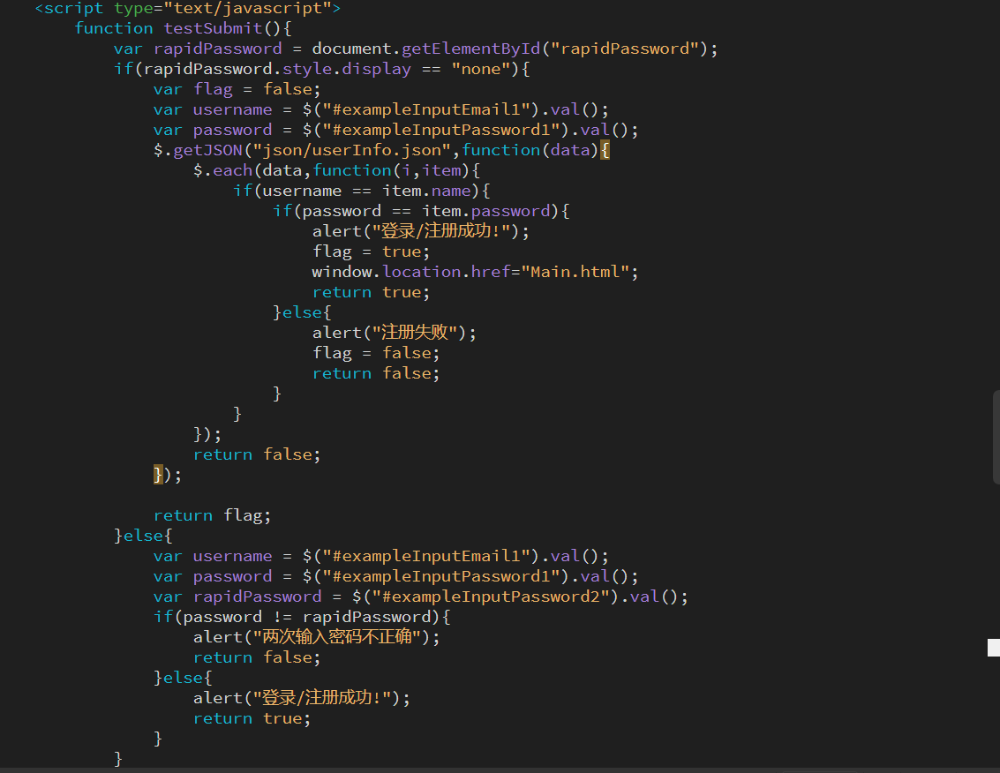 <script type="text/javascript">
function testSubmit(){
var rapidPassword = document.getElementById("rapidPassword");
if(rapidPassword.style.display == "none"){
var flag = false;
var username = $("#exampleInputEmail1").val();
var password = $("#exampleInputPassword1").val();
$.getJSON("json/userInfo.json",function(data){
$.each(data,function(i,item){
if(username == item.name){
if(password == item.password){
alert("登录/注册成功!");
flag = true;
window.location.href="Main.html";
return true;
}else{
alert("注册失败");
flag = false;
return false;
}
}
});
return false;
});
return flag;
}else{
var username = $("#exampleInputEmail1").val();
var password = $("#exampleInputPassword1").val();
var rapidPassword = $("#exampleInputPassword2").val();
if(password != rapidPassword){
alert("两次输入密码不正确");
return false;
}else{
alert("登录/注册成功!");
return true;
}
}